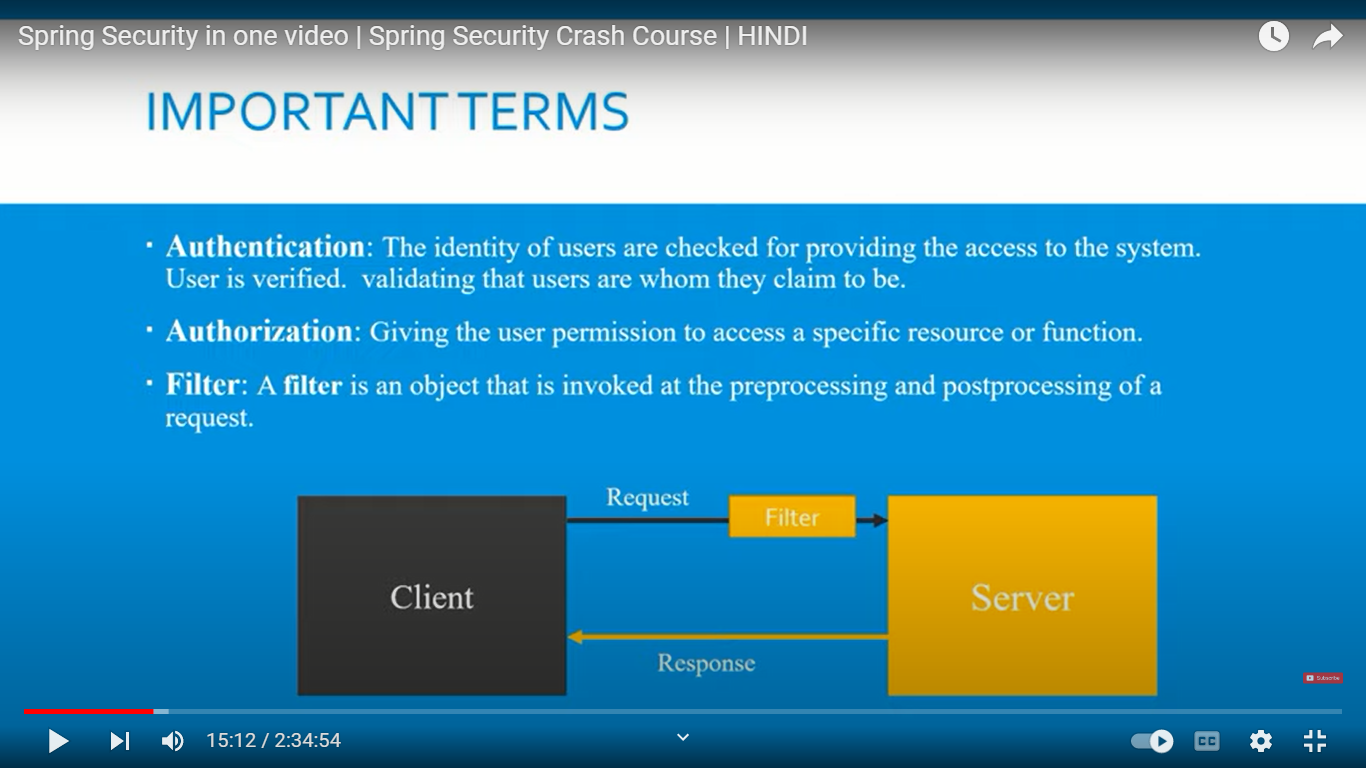 Spring Security in one video | Spring Security Crash Course | HINDI
IMPORTANT TERMS
▪ Authentication: The identity of users are checked for providing the access to the system.
User is verified.  validating that users are whom they claim to be.
▪ Authorization: Giving the user permission to access a specific resource or function.
▪ Filter: A filter is an object that is invoked at the preprocessing and postprocessing of a
request.
Request
Filter
Client
Server
Response
Subscribe
15:12 / 2:34:54
CC